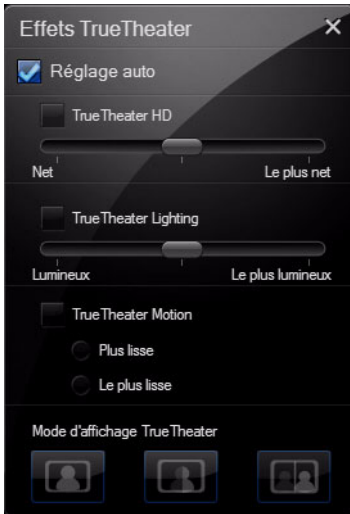 Effets TrueTheater
Réglage auto
TrueTheater HD
Net Le plus net
TrueTheater Lighting
Lumineux Le plus lumineux
TrueTheater Motion
Plus lisse
Le plus lisse
Mode d'affichage TrueTheater